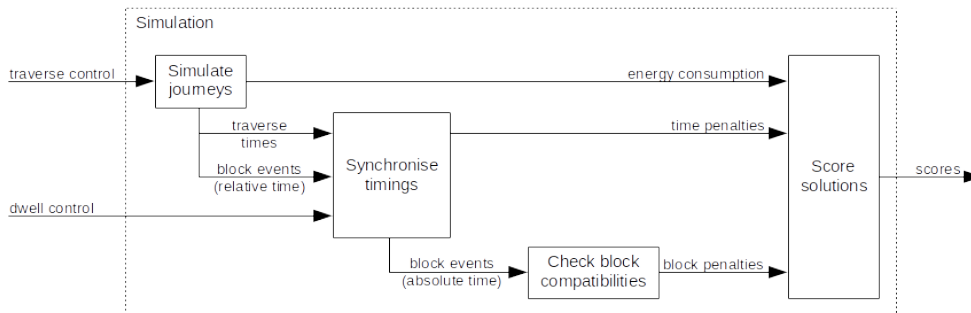 Simulation
traverse control
Simulate
journeys
energy consumption
traverse
times
time penalties
block events
(relative time)
Synchronise
timings
Score
solutions
scores
dwell control
block events
(absolute time)
Check block
compatibilities
block penalties